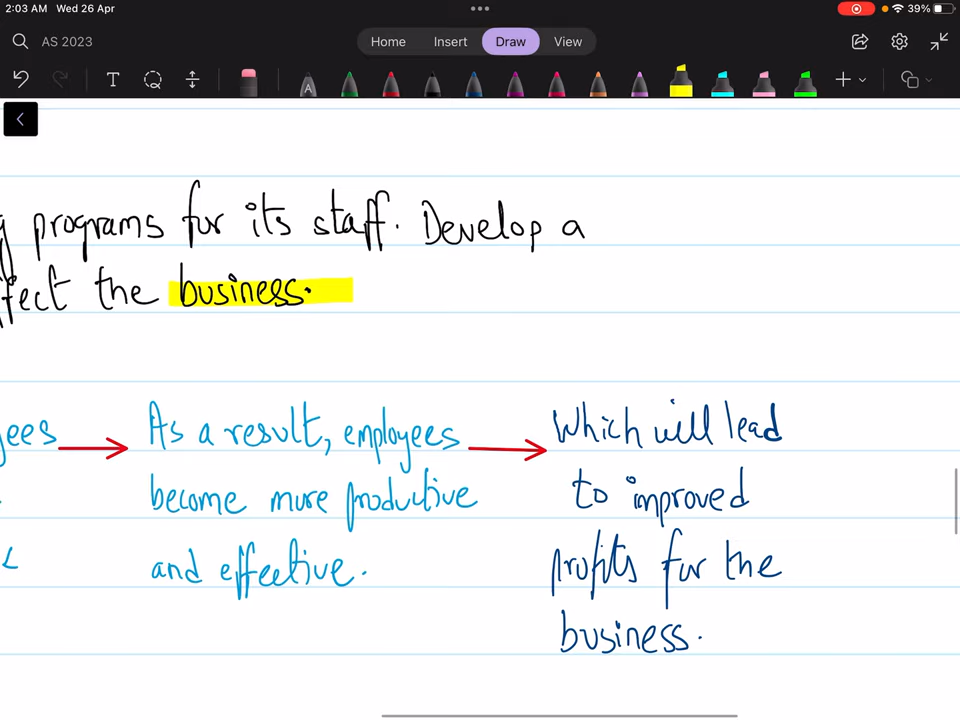 2:03 AM Wed 26 Apr
39%
AS 2023
Home Insert Draw View
T
A
programs for its staff. Develop a
the business.
As a result, employees
become more productive
and effective.
Which will lead
to improved
profits for the
business.